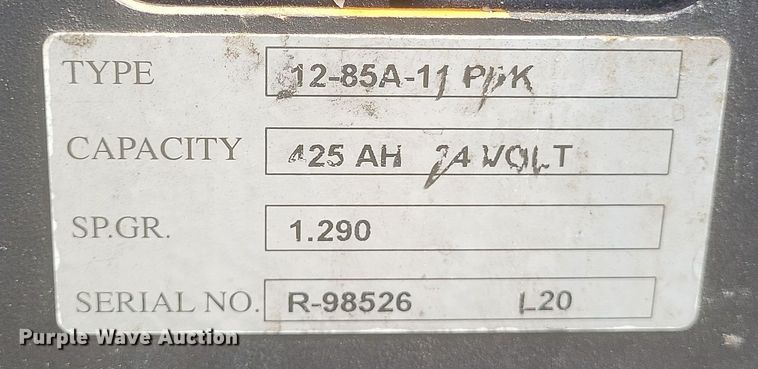 TYPE 12-85A-11
CAPACITY 425 AH 24 VOLT
SP.GR. 1.290
SERIAL NO. R-98526 L20
Purple Wave Auction